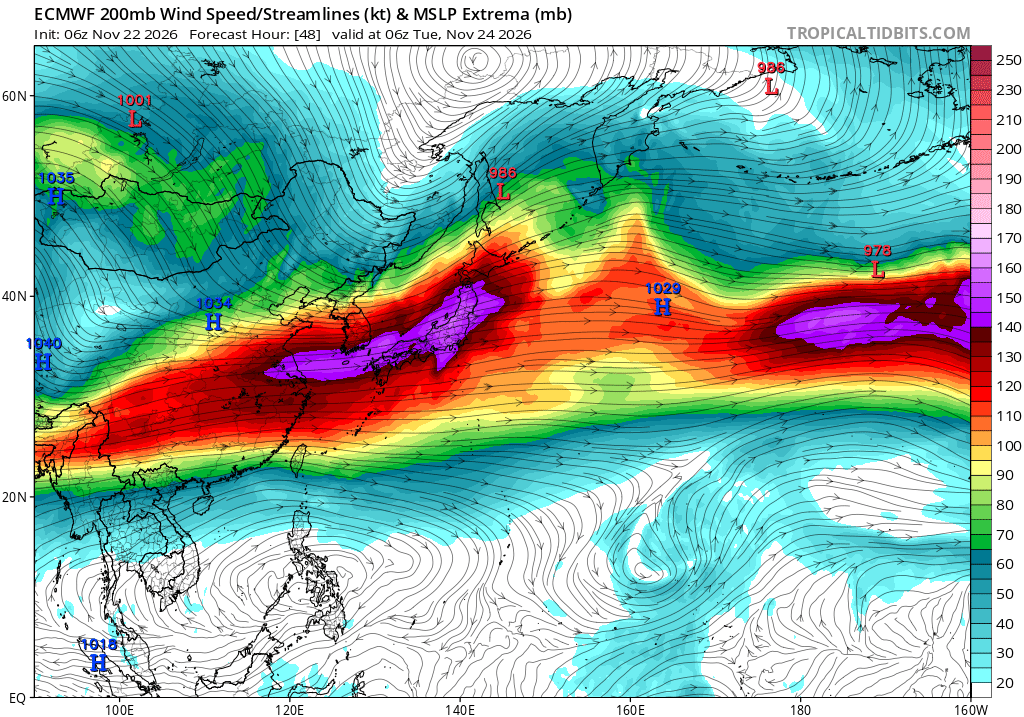 ECMWF 200mb Wind Speed/Streamlines (kt) & MSLP Extrema (mb)
Init: 06z Nov 22 2026 Forecast Hour: [48] valid at 06z Tue, Nov 24 2026
TROPICALTIDBITS.COM
250
230
210
200
190
180
170
160
150
140
130
120
110
100
90
80
70
60
50
40
30
20
60N
40N
20N
EQ
986
L
1001
L
1035
H
986
L
978
L
1029
H
1034
H
1040
H
1018
H
100E
120E
140E
160E
180
160W